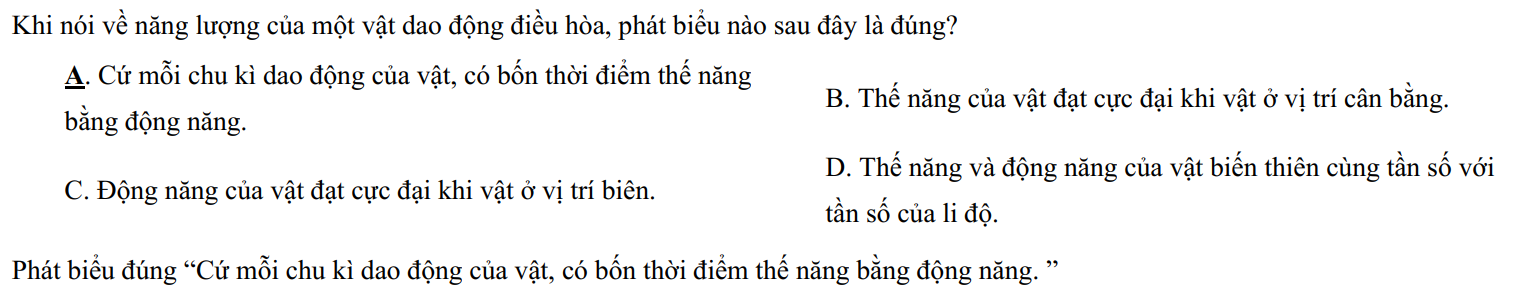 Khi nói về năng lượng của một vật dao động điều hòa, phát biểu nào sau đây là đúng?
A. Cứ mỗi chu kì dao động của vật, có bốn thời điểm thế năng
bằng động năng.
B. Thế năng của vật đạt cực đại khi vật ở vị trí cân bằng.
C. Động năng của vật đạt cực đại khi vật ở vị trí biên.
D. Thế năng và động năng của vật biến thiên cùng tần số với
tần số của li độ.
Phát biểu đúng “Cứ mỗi chu kì dao động của vật, có bốn thời điểm thế năng bằng động năng. ”